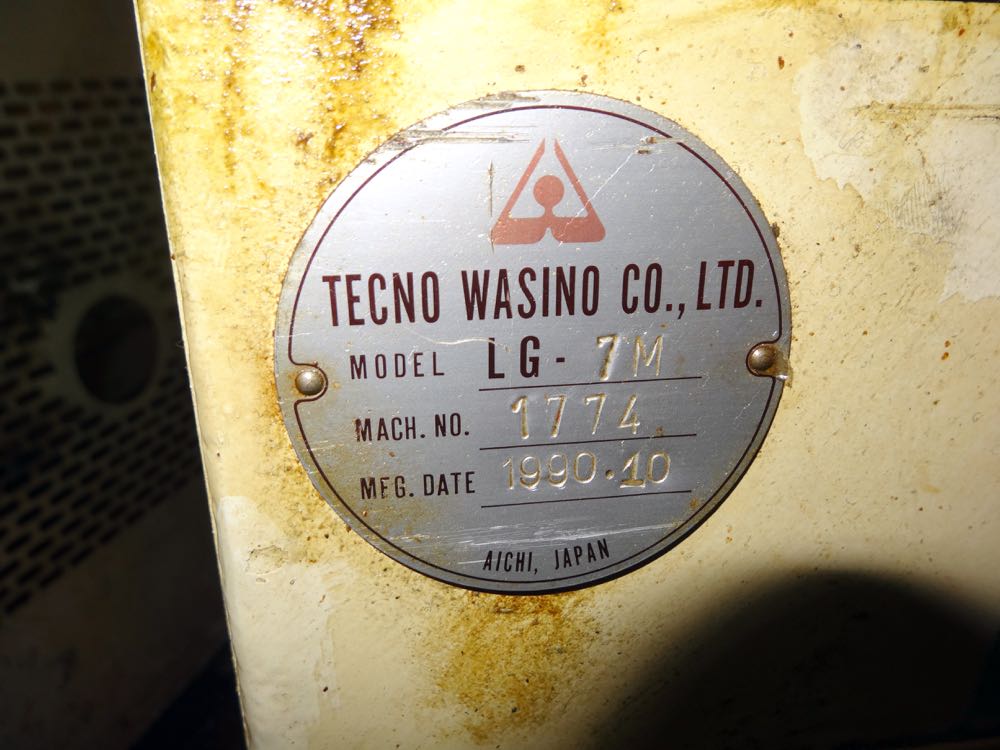 TECNO WASINO CO., LTD.
MODEL LG-7M
MACH. NO. 1774
MFG. DATE 1990.10
AICHI, JAPAN